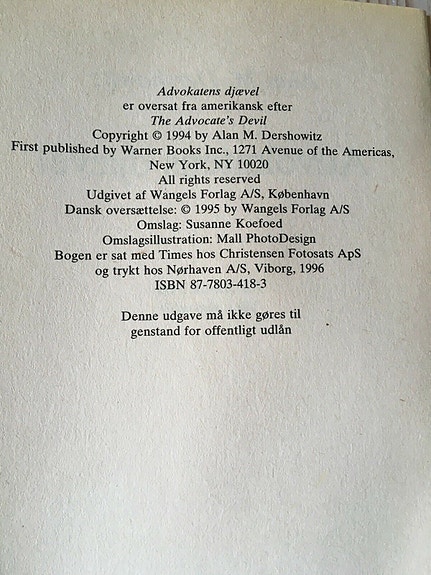 Advokatens djævel
er oversat fra amerikansk efter
The Advocate's Devil
Copyright © 1994 by Alan M. Dershowitz
First published by Warner Books Inc., 1271 Avenue of the Americas,
New York, NY 10020
All rights reserved
Udgivet af Wangels Forlag A/S, København
Dansk oversættelse: © 1995 by Wangels Forlag A/S
Omslag: Susanne Koefoed
Omslagsillustration: Mall PhotoDesign
Bogen er sat med Times hos Christensen Fotosats ApS
og trykt hos Nørhaven A/S, Viborg, 1996
ISBN 87-7803-418-3
Denne udgave må ikke gøres til
genstand for offentligt udlån